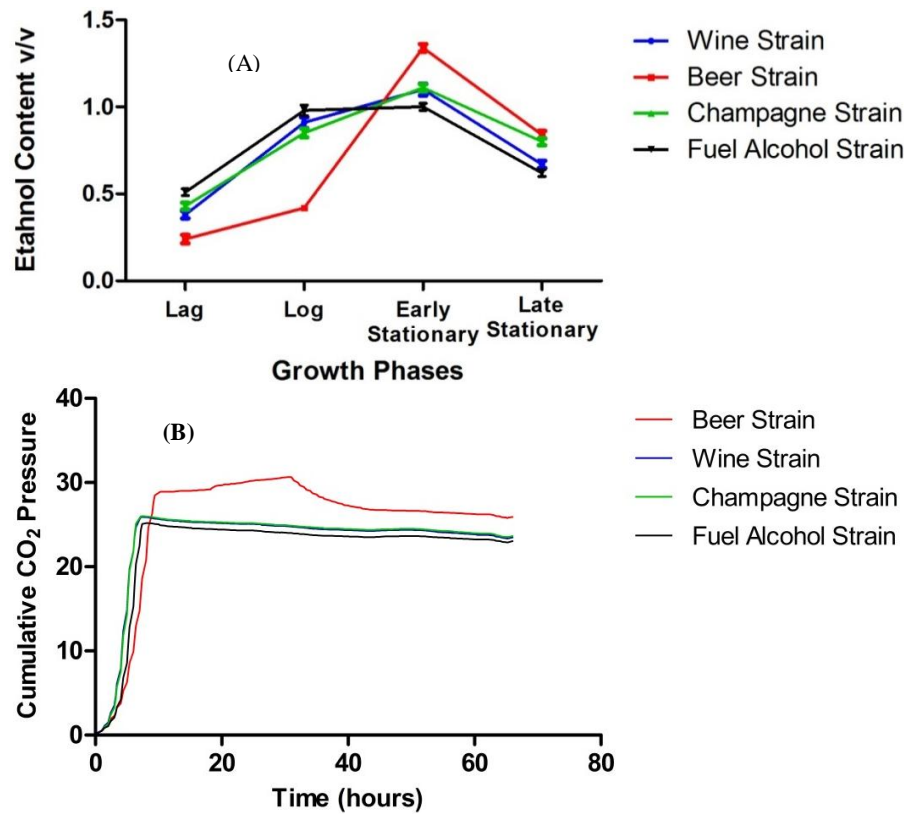 (A)
Etahnol Content v/v
1.5
1.0
0.5
0.0
Lag
Log
Early
Stationary
Late
Stationary
Growth Phases
Wine Strain
Beer Strain
Champagne Strain
Fuel Alcohol Strain
(B)
Cumulative CO₂ Pressure
40
30
20
10
0
0
20
40
60
80
Time (hours)
Beer Strain
Wine Strain
Champagne Strain
Fuel Alcohol Strain